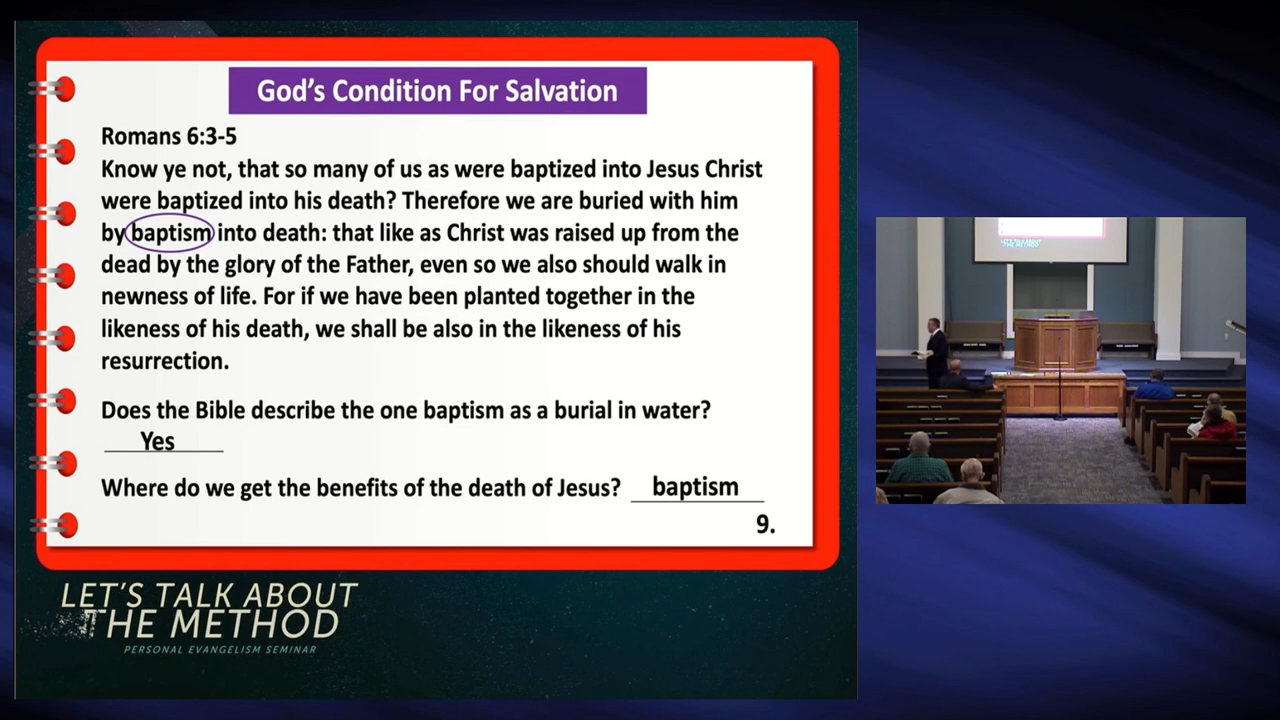 God's Condition For Salvation
Romans 6:3-5
Know ye not, that so many of us as were baptized into Jesus Christ
were baptized into his death? Therefore we are buried with him
by baptism into death: that like as Christ was raised up from the
dead by the glory of the Father, even so we also should walk in
newness of life. For if we have been planted together in the
likeness of his death, we shall be also in the likeness of his
resurrection.
Does the Bible describe the one baptism as a burial in water?
Yes
Where do we get the benefits of the death of Jesus? baptism
9.
LET'S TALK ABOUT
THE METHOD
PERSONAL EVANGELISM SEMINAR